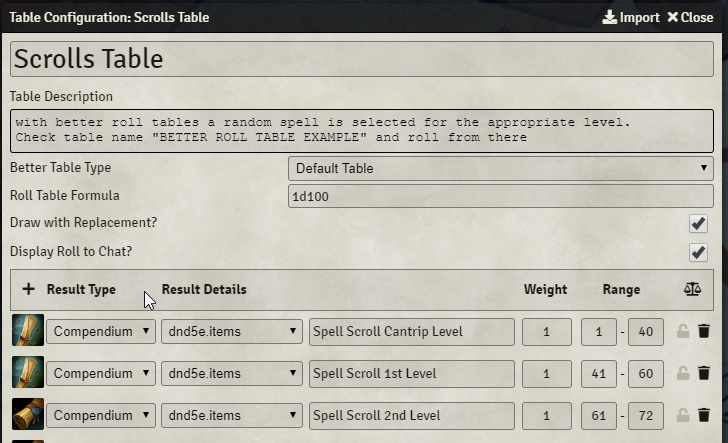 Table Configuration: Scrolls Table Import Close
Scrolls Table
Table Description
with better roll tables a random spell is selected for the appropriate level.
Check table name "BETTER ROLL TABLE EXAMPLE" and roll from there
Better Table Type Default Table
Roll Table Formula 1d100
Draw with Replacement?
Display Roll to Chat?
+ Result Type Result Details Weight Range
Compendium dnd5e.items Spell Scroll Cantrip Level 1 1 - 40
Compendium dnd5e.items Spell Scroll 1st Level 1 41 - 60
Compendium dnd5e.items Spell Scroll 2nd Level 1 61 - 72